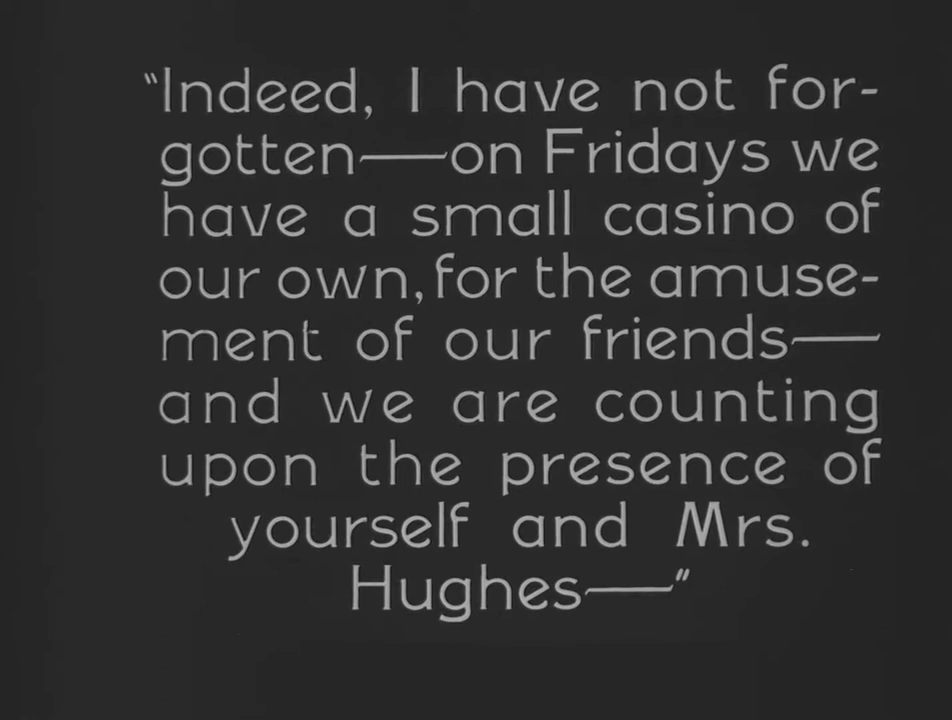 "Indeed, I have not for-
gotten—on Fridays we
have a small casino of
our own, for the amuse-
ment of our friends—
and we are counting
upon the presence of
yourself and Mrs.
Hughes—"